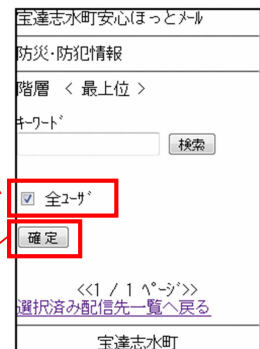 宝達志水町安心ほっとﾒｰﾙ
防災･防犯情報
階層 < 最上位 >
ｷｰﾜｰﾄﾞ
検索
全ﾕｰｻﾞ
確定
<<1 / 1 ﾍﾟｰｼﾞ>>
選択済み配信先一覧へ戻る
宝達志水町